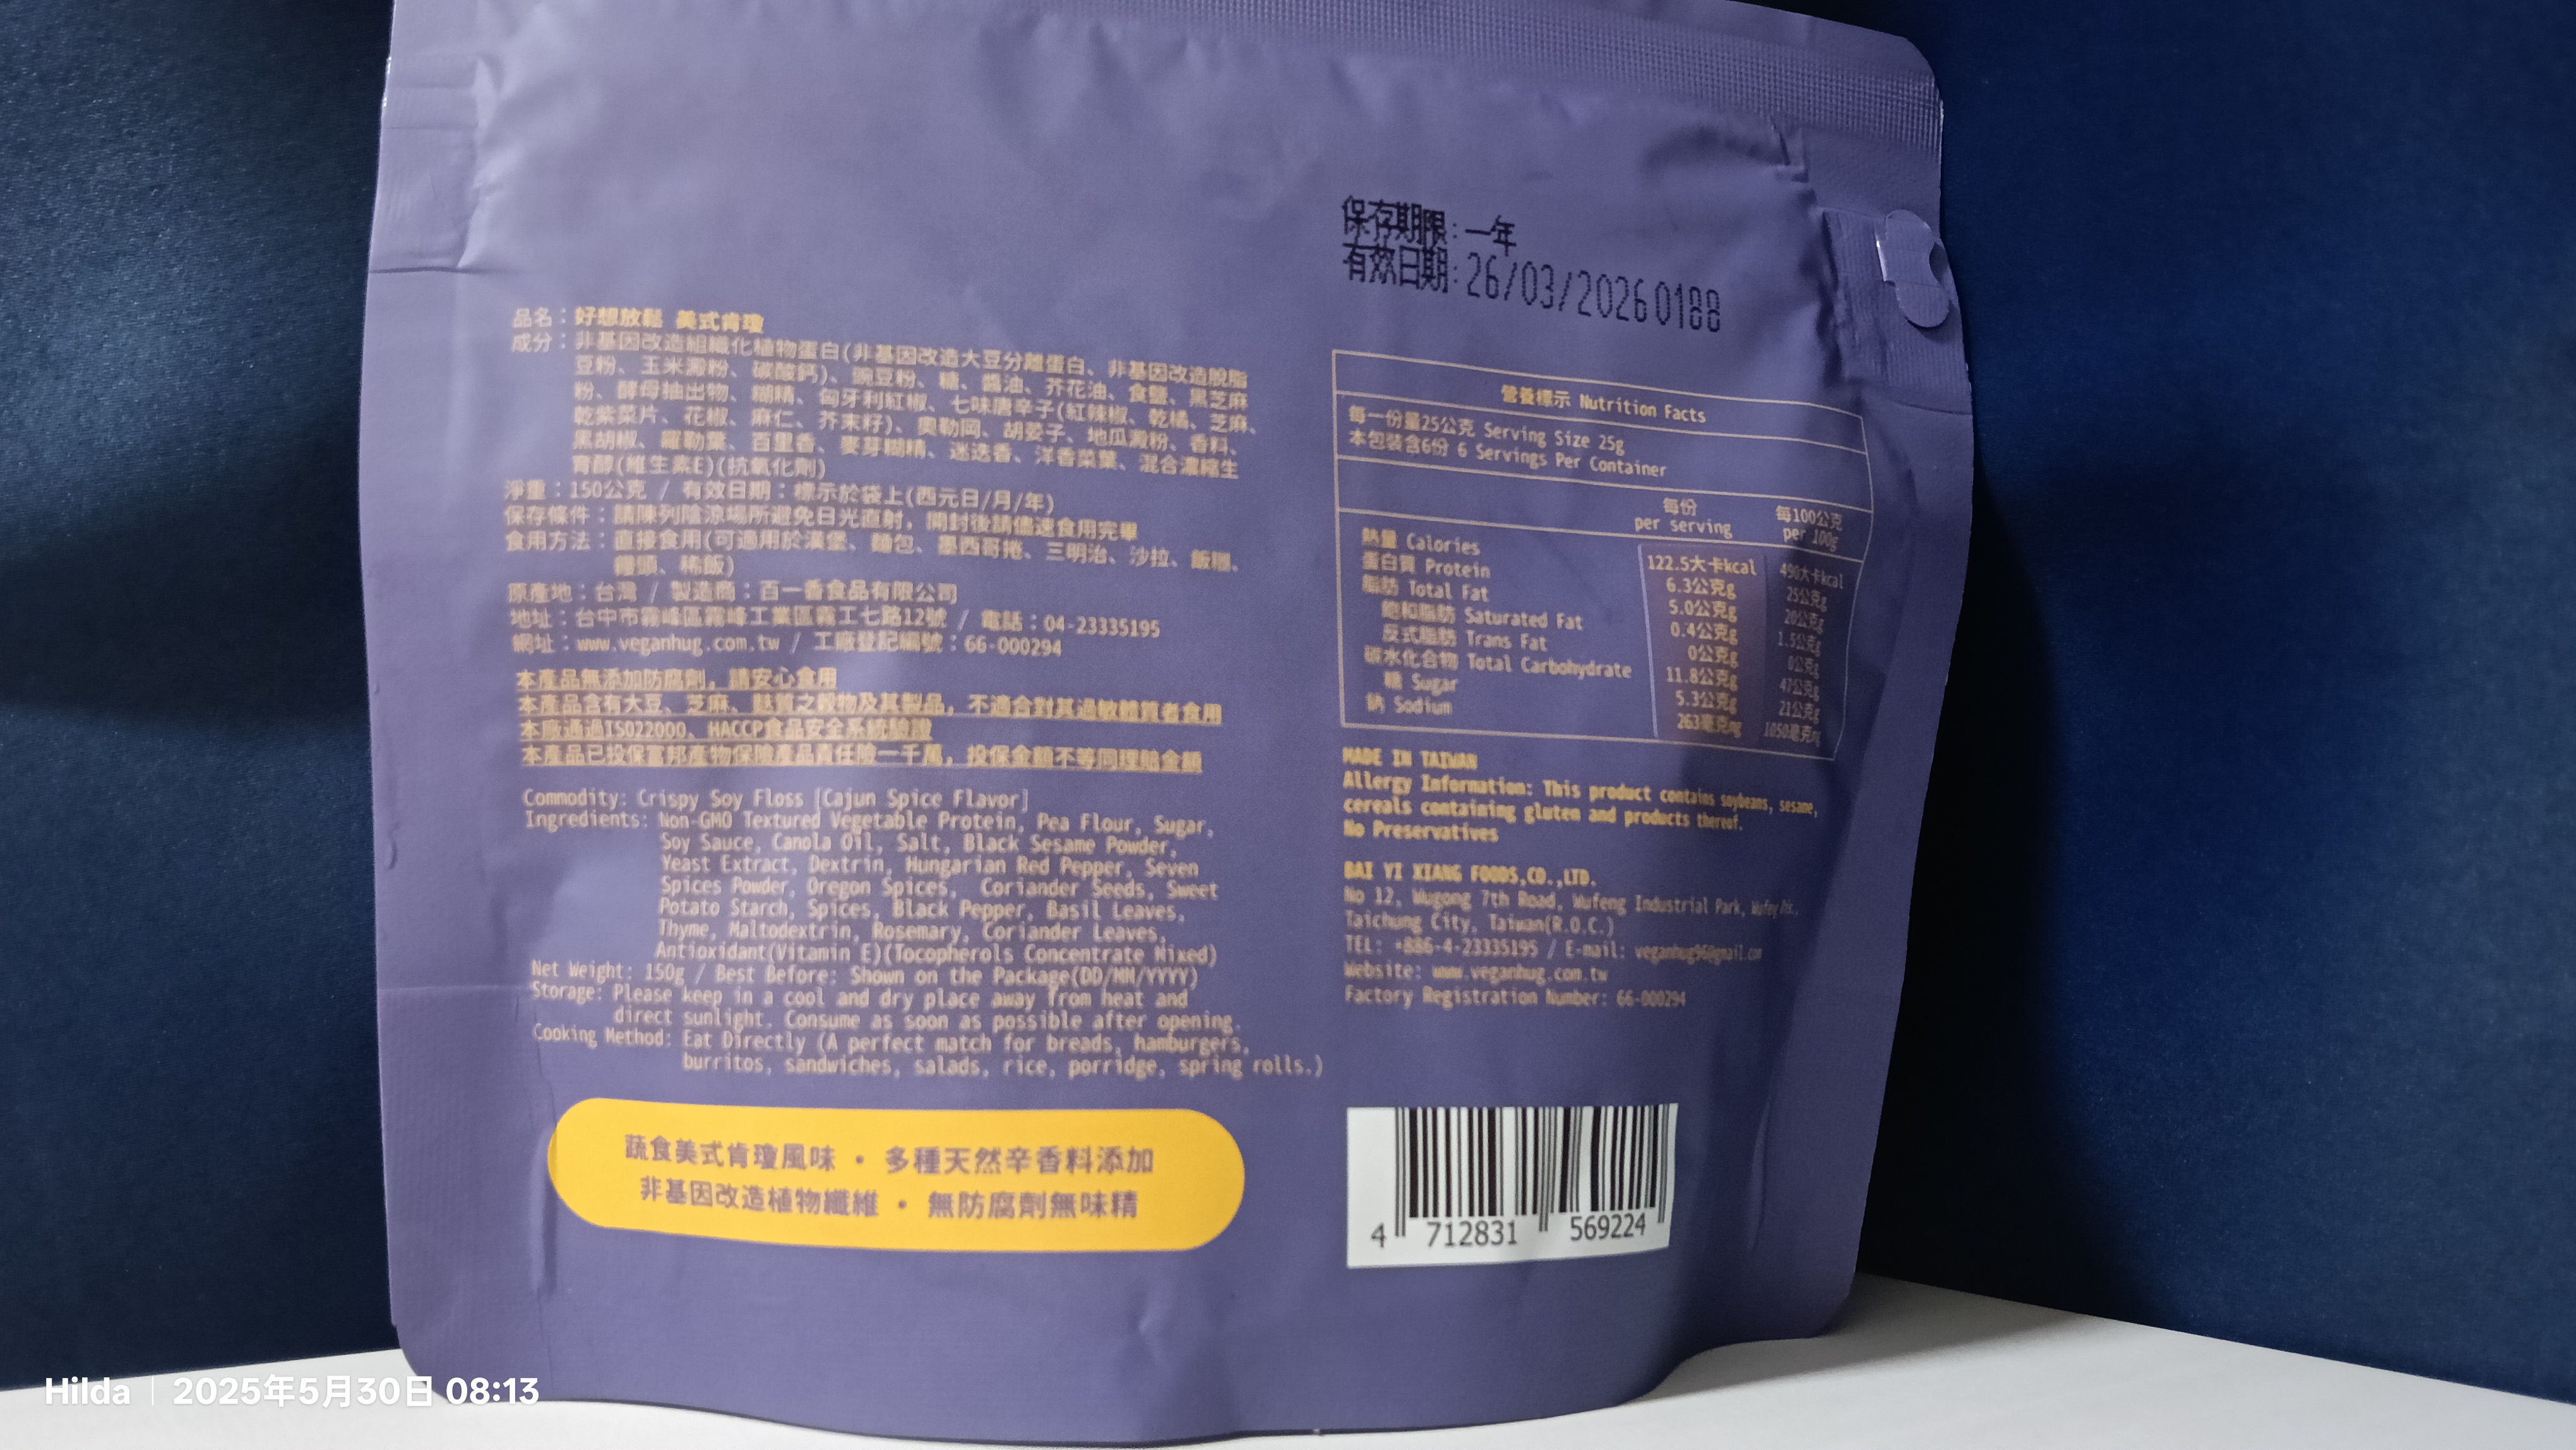 保存期限：一年
有效日期：26/03/2026 0188
品名：好想放鬆 美式肯瓊
成分：非基因改造組織化植物蛋白(非基因改造大豆分離蛋白、非基因改造脫脂
豆粉、玉米澱粉、碳酸鈣)、豌豆粉、糖、醬油、芥花油、食鹽、黑芝麻
粉、酵母抽出物、糊精、匈牙利紅椒、七味唐辛子(紅辣椒、乾橘、芝麻、
乾紫菜片、花椒、麻仁、芥末籽)、奧勒岡、胡荽子、地瓜澱粉、香料、
黑胡椒、羅勒葉、百里香、麥芽糊精、迷迭香、洋香菜葉、混合濃縮生
育醇(維生素E)(抗氧化劑)
淨重：150公克 / 有效日期：標示於袋上(西元日/月/年)
保存條件：請陳列陰涼場所避免日光直射，開封後請儘速食用完畢
食用方法：直接食用(可適用於漢堡、麵包、墨西哥捲、三明治、沙拉、飯糰、
饅頭、稀飯)
原產地：台灣 / 製造商：百一香食品有限公司
地址：台中市霧峰區霧峰工業區霧工七路12號 / 電話：04-23335195
網址：www.veganhug.com.tw / 工廠登記編號：66-000294
本產品無添加防腐劑，請安心食用
本產品含有大豆、芝麻、麩質之穀物及其製品，不適合對其過敏體質者食用
本廠通過ISO22000、HACCP食品安全系統驗證
本產品已投保富邦產物保險產品責任險一千萬，投保金額不等同理賠金額
Commodity: Crispy Soy Floss [Cajun Spice Flavor]
Ingredients: Non-GMO Textured Vegetable Protein, Pea Flour, Sugar,
Soy Sauce, Canola Oil, Salt, Black Sesame Powder,
Yeast Extract, Dextrin, Hungarian Red Pepper, Seven
Spices Powder, Oregon Spices, Coriander Seeds, Sweet
Potato Starch, Spices, Black Pepper, Basil Leaves,
Thyme, Maltodextrin, Rosemary, Coriander Leaves,
Antioxidant(Vitamin E)(Tocopherols Concentrate Mixed)
Net Weight: 150g / Best Before: Shown on the Package(DD/MM/YYYY)
Storage: Please keep in a cool and dry place away from heat and
direct sunlight. Consume as soon as possible after opening.
Cooking Method: Eat Directly (A perfect match for breads, hamburgers,
burritos, sandwiches, salads, rice, porridge, spring rolls.)
蔬食美式肯瓊風味・多種天然辛香料添加
非基因改造植物纖維・無防腐劑無味精
營養標示 Nutrition Facts
每一份量25公克 Serving Size 25g
本包裝含6份 6 Servings Per Container
每份 每100公克
per serving per 100g
熱量 Calories 122.5大卡kcal 490大卡kcal
蛋白質 Protein 6.3公克g 25公克g
脂肪 Total Fat 5.0公克g 20公克g
飽和脂肪 Saturated Fat 0.4公克g 1.5公克g
反式脂肪 Trans Fat 0公克g 0公克g
碳水化合物 Total Carbohydrate 11.8公克g 47公克g
糖 Sugar 5.3公克g 21公克g
鈉 Sodium 263毫克mg 1050毫克mg
MADE IN TAIWAN
Allergy Information: This product contains soybeans, sesame,
cereals containing gluten and products thereof.
No Preservatives
BAI YI XIANG FOODS,CO.,LTD.
No 12, Wugong 7th Road, Wufeng Industrial Park, Wufeng Dis.,
Taichung City, Taiwan(R.O.C.)
TEL: +886-4-23335195 / E-mail: veganhug96@gmail.com
Website: www.veganhug.com.tw
Factory Registration Number: 66-000294
4 712831 569224
Hilda | 2025年5月30日 08:13